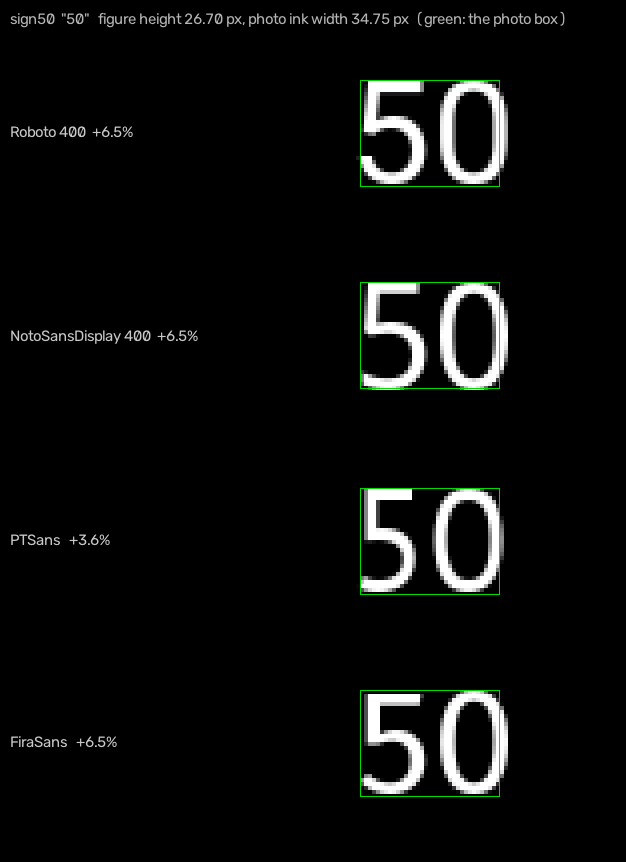 sign50 "50" figure height 26.70 px, photo ink width 34.75 px (green: the photo box)
50
Roboto 400 +6.5%
50
NotoSansDisplay 400 +6.5%
50
PTSans +3.6%
50
FiraSans +6.5%